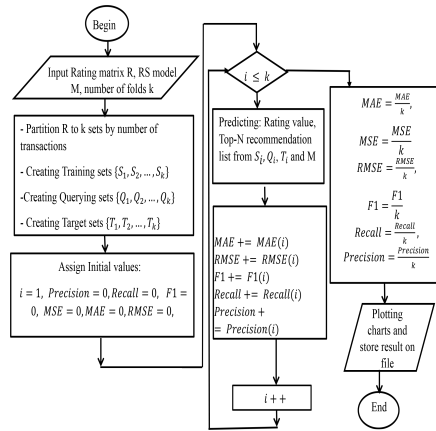 Begin
Input Rating matrix R, RS model
M, number of folds k
- Partition R to k sets by number of
transactions
- Creating Training sets {S₁, S₂, ..., Sₖ}
-Creating Querying sets {Q₁, Q₂, ..., Qₖ}
- Creating Target sets {T₁, T₂, ..., Tₖ}
Assign Initial values:
i = 1, Precision = 0, Recall = 0, F1 =
0, MSE = 0, MAE = 0, RMSE = 0,
i ≤ k
Predicting: Rating value,
Top-N recommendation
list from Sᵢ, Qᵢ, Tᵢ and M
MAE += MAE(i)
RMSE += RMSE(i)
F1 += F1(i)
Recall += Recall(i)
Precision +
= Precision(i)
i ++
MAE = MAE/k,
MSE = MSE/k
RMSE = RMSE/k,
F1 = F1/k
Recall = Recall/k,
Precision = Precision/k
Plotting
charts and
store result on
file
End